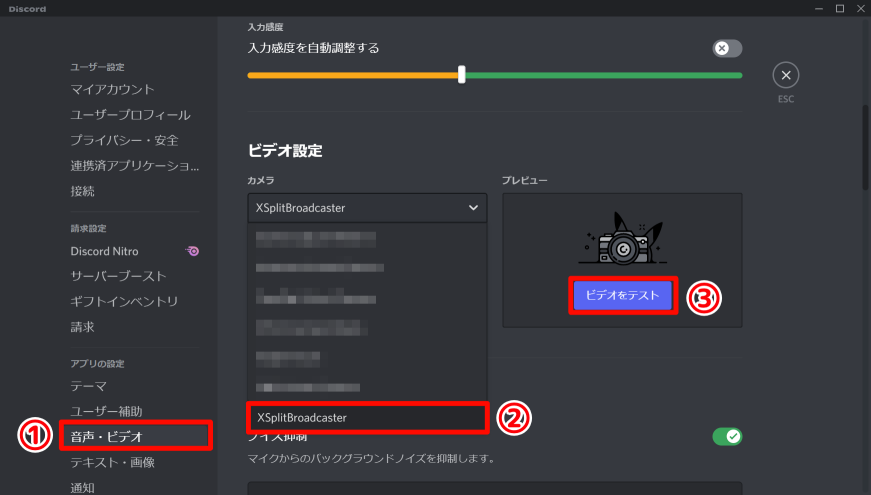 Discord
ユーザー設定
マイアカウント
ユーザープロフィール
プライバシー・安全
連携済アプリケーショ...
接続
請求設定
Discord Nitro
サーバーブースト
ギフトインベントリ
請求
アプリの設定
テーマ
ユーザー補助
① 音声・ビデオ
テキスト・画像
通知
入力感度
入力感度を自動調整する
ESC
ビデオ設定
カメラ
XSplitBroadcaster
XSplitBroadcaster ②
プレビュー
ビデオをテスト ③
ノイズ抑制
マイクからのバックグラウンドノイズを抑制します。